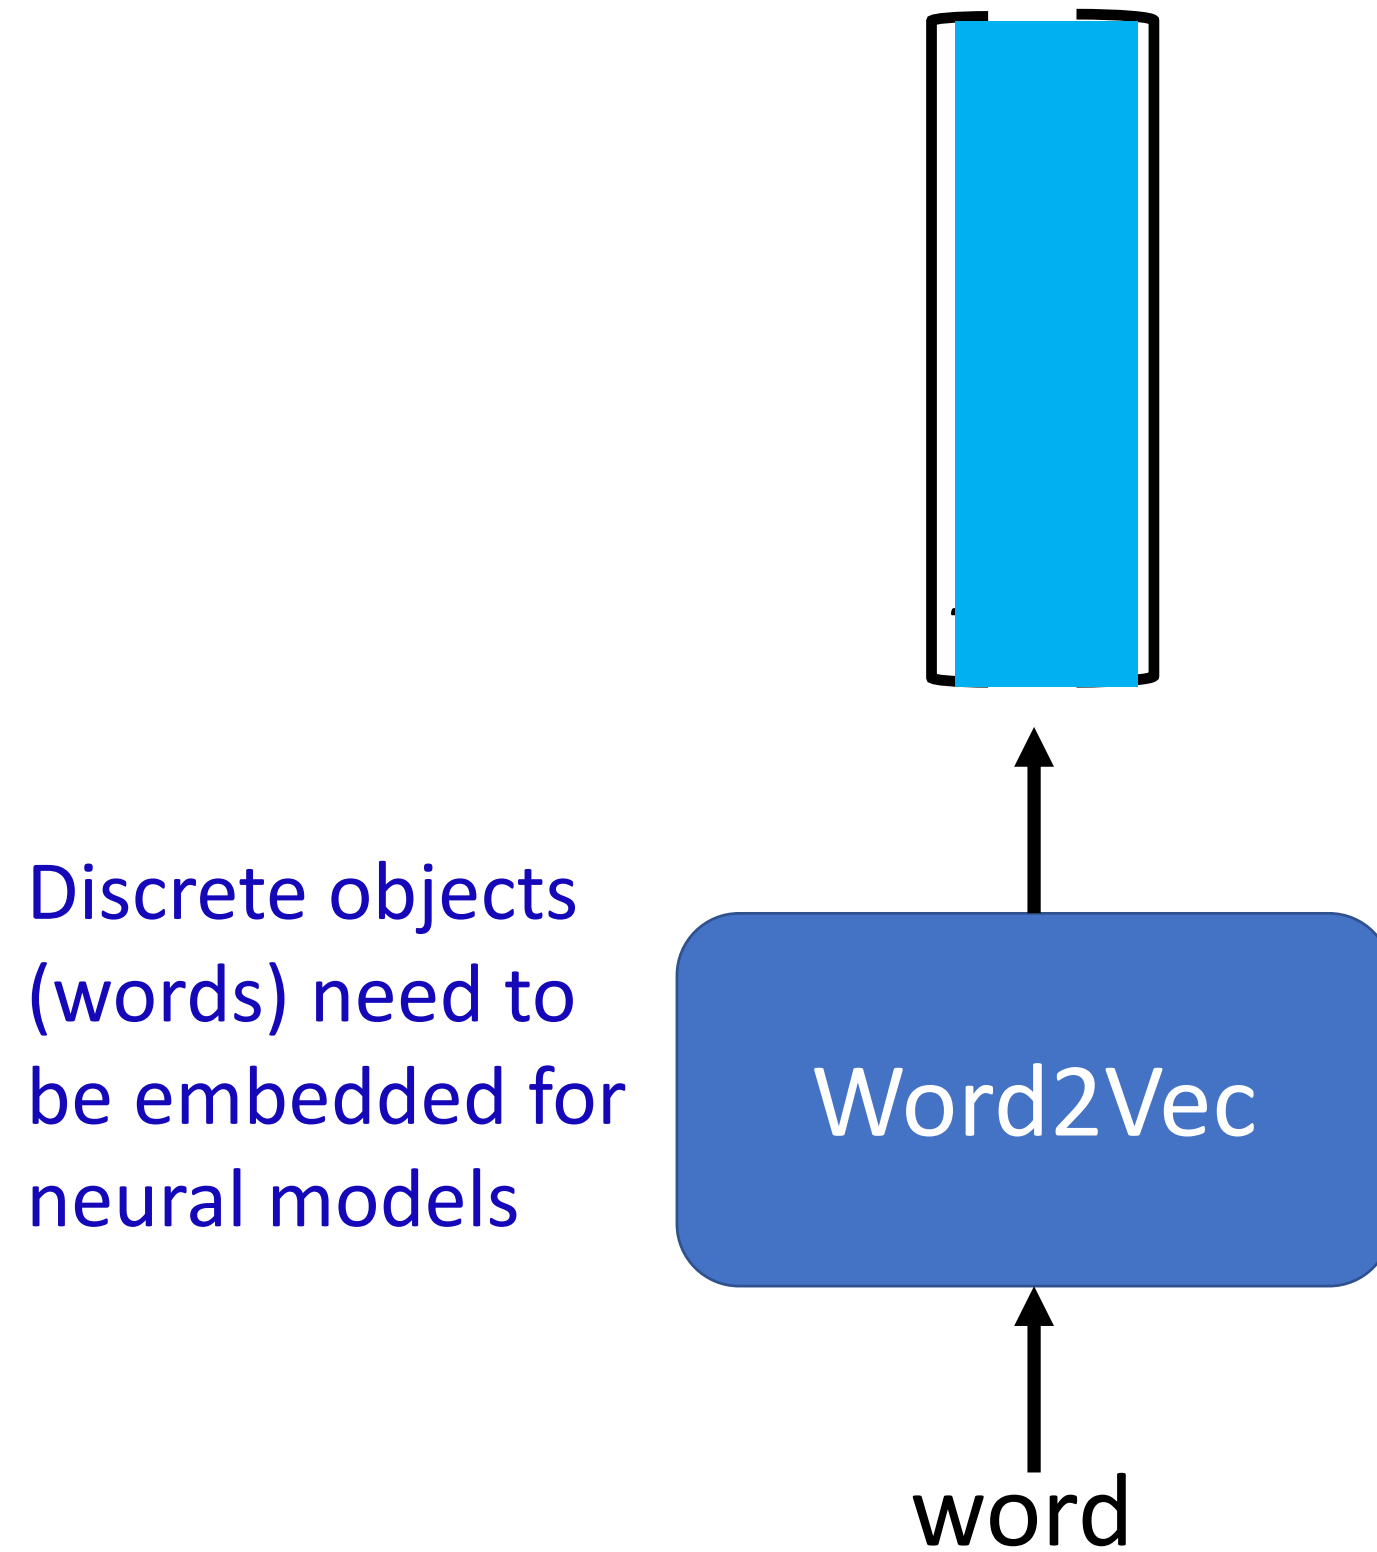 Discrete objects
(words) need to
be embedded for
neural models
Word2Vec
word